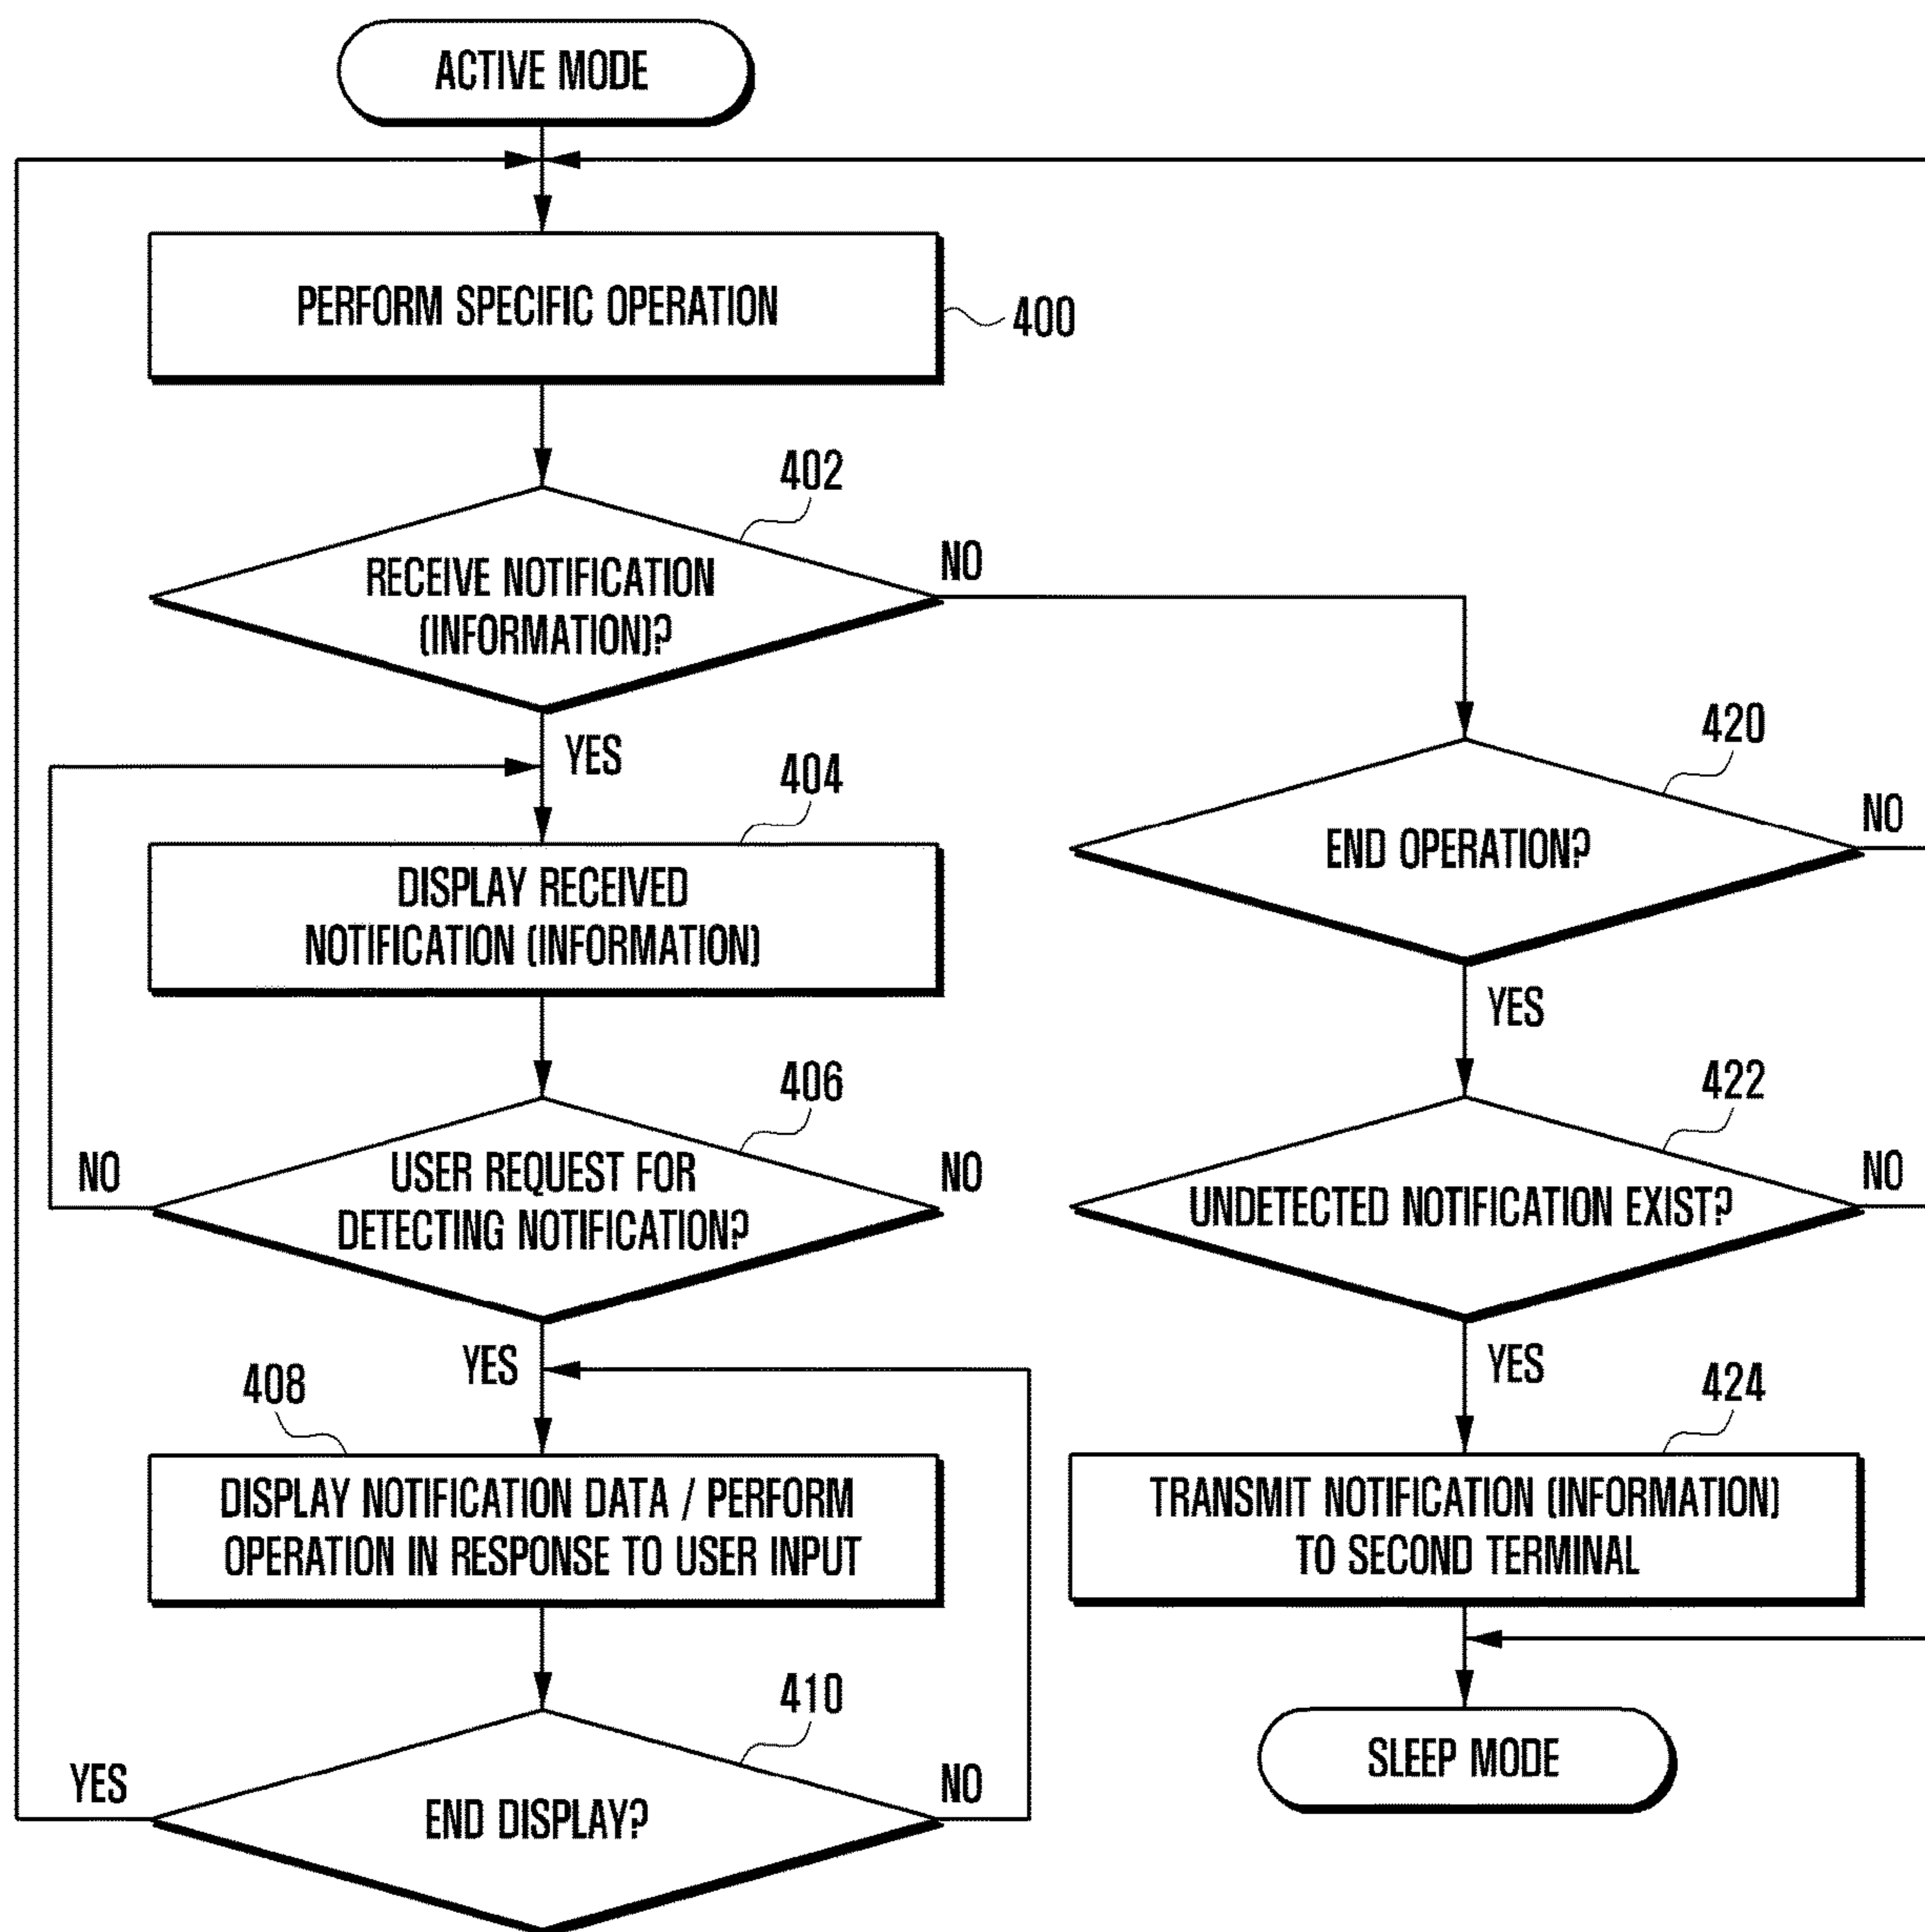 ACTIVE MODE
PERFORM SPECIFIC OPERATION
400
402
RECEIVE NOTIFICATION
(INFORMATION)?
NO
YES
404
DISPLAY RECEIVED
NOTIFICATION (INFORMATION)
406
USER REQUEST FOR
DETECTING NOTIFICATION?
NO
NO
YES
408
DISPLAY NOTIFICATION DATA / PERFORM
OPERATION IN RESPONSE TO USER INPUT
410
END DISPLAY?
YES
NO
420
END OPERATION?
NO
YES
422
UNDETECTED NOTIFICATION EXIST?
NO
YES
424
TRANSMIT NOTIFICATION (INFORMATION)
TO SECOND TERMINAL
SLEEP MODE